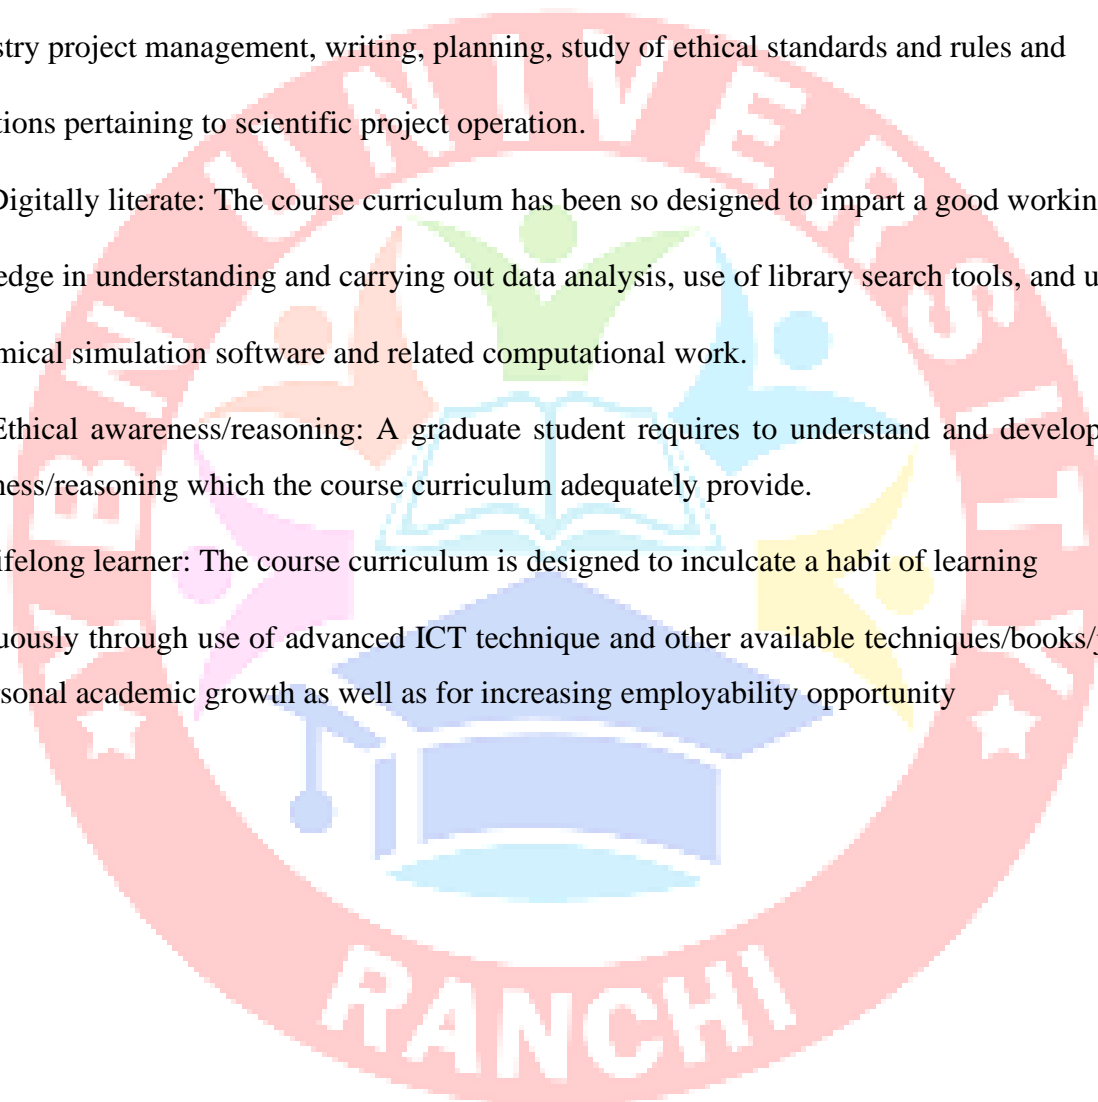 stry project management, writing, planning, study of ethical standards and rules and
tions pertaining to scientific project operation.
Digitally literate: The course curriculum has been so designed to impart a good workin
edge in understanding and carrying out data analysis, use of library search tools, and u
mical simulation software and related computational work.
Ethical awareness/reasoning: A graduate student requires to understand and develop
ness/reasoning which the course curriculum adequately provide.
ifelong learner: The course curriculum is designed to inculcate a habit of learning
uously through use of advanced ICT technique and other available techniques/books/j
sonal academic growth as well as for increasing employability opportunity
YBN UNIVERSITY
RANCHI